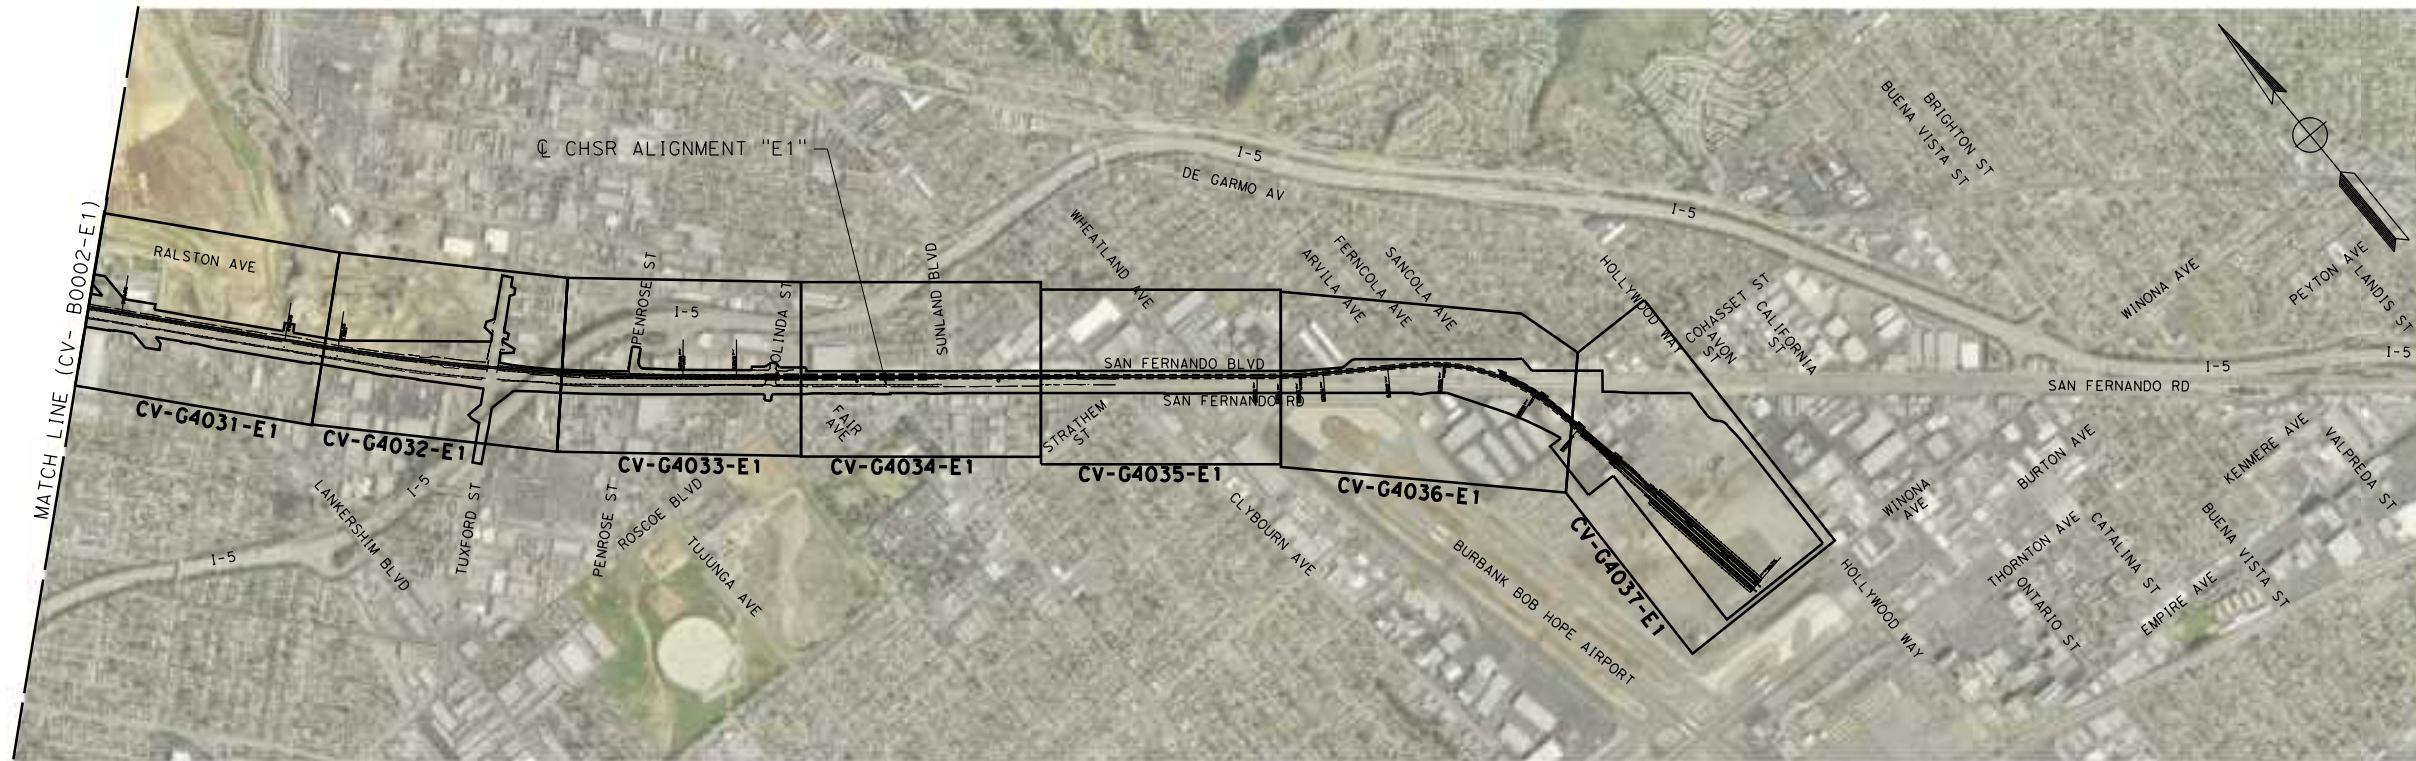 MATCH LINE (CV- B0002-E1)
RALSTON AVE
℄ CHSR ALIGNMENT "E1"
PENROSE ST
I-5
OLINDA ST
SUNLAND BLVD
I-5
DE GARMO AV
WHEATLAND AVE
SAN FERNANDO BLVD
SAN FERNANDO RD
ARVILA AVE
FERNCOLA AVE
SANCOLA AVE
I-5
HOLLYWOOD WAY
COHASSET ST
AVON
ST
CALIFORNIA
ST
BUENA VISTA ST
BRIGHTON ST
WINONA AVE
PEYTON AVE
LANDIS ST
I-5
I-5
SAN FERNANDO RD
CV-G4031-E1
CV-G4032-E1
CV-G4033-E1
CV-G4034-E1
CV-G4035-E1
CV-G4036-E1
CV-G4037-E1
FAIR
AVE
STRATHEM
ST
I-5
I-5
LANKERSHIM BLVD
TUXFORD ST
PENROSE ST
ROSCOE BLVD
TUJUNGA AVE
CLYBOURN AVE
BURBANK BOB HOPE AIRPORT
HOLLYWOOD WAY
WINONA
AVE
BURTON AVE
THORNTON AVE
ONTARIO ST
CATALINA ST
EMPIRE AVE
BUENA VISTA ST
KENMERE AVE
VALPREDA ST